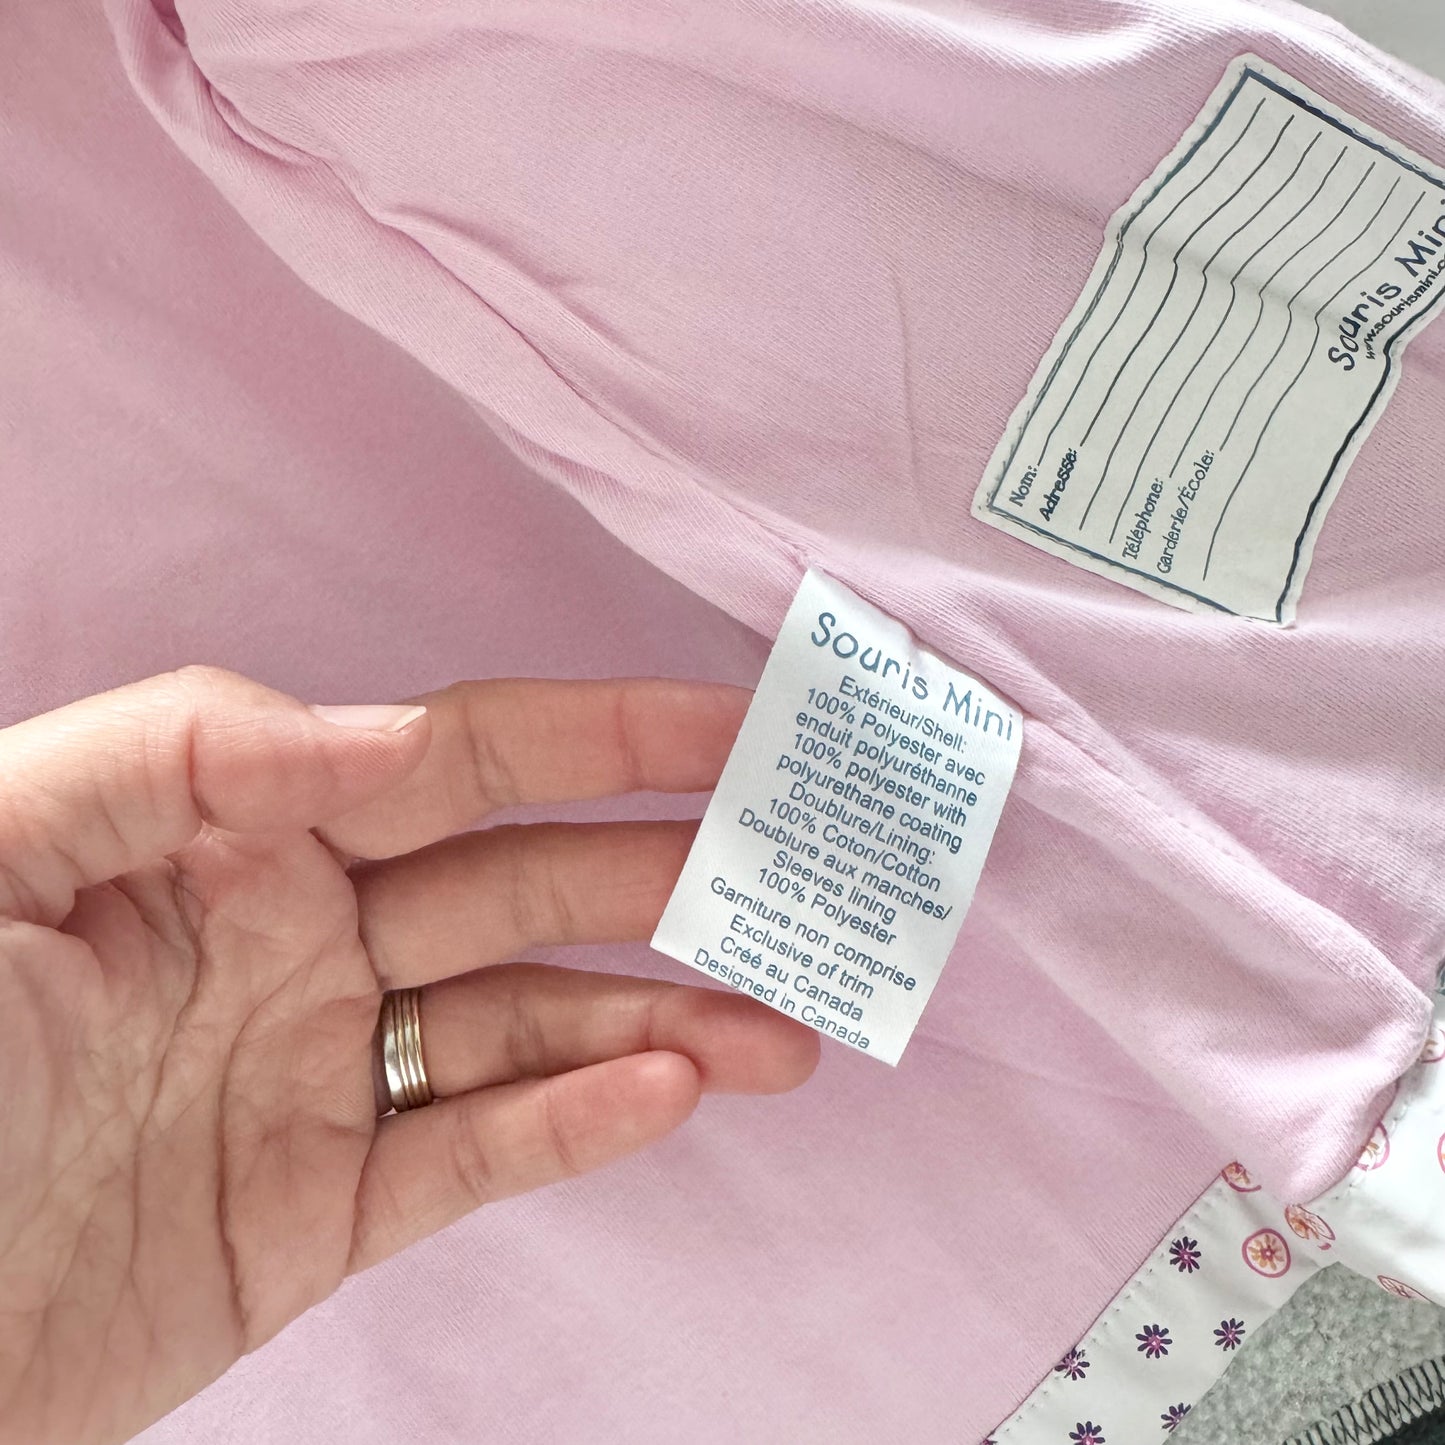 Souris Mini
Extérieur/Shell:
100% Polyester avec
enduit polyuréthanne
100% polyester with
polyurethane coating
Doublure/Lining:
100% Coton/Cotton
Doublure aux manches/
Sleeves lining
100% Polyester
Garniture non comprise
Exclusive of trim
Créé au Canada
Designed in Canada
Nom:
Adresse:
Téléphone:
Garderie/École:
Souris